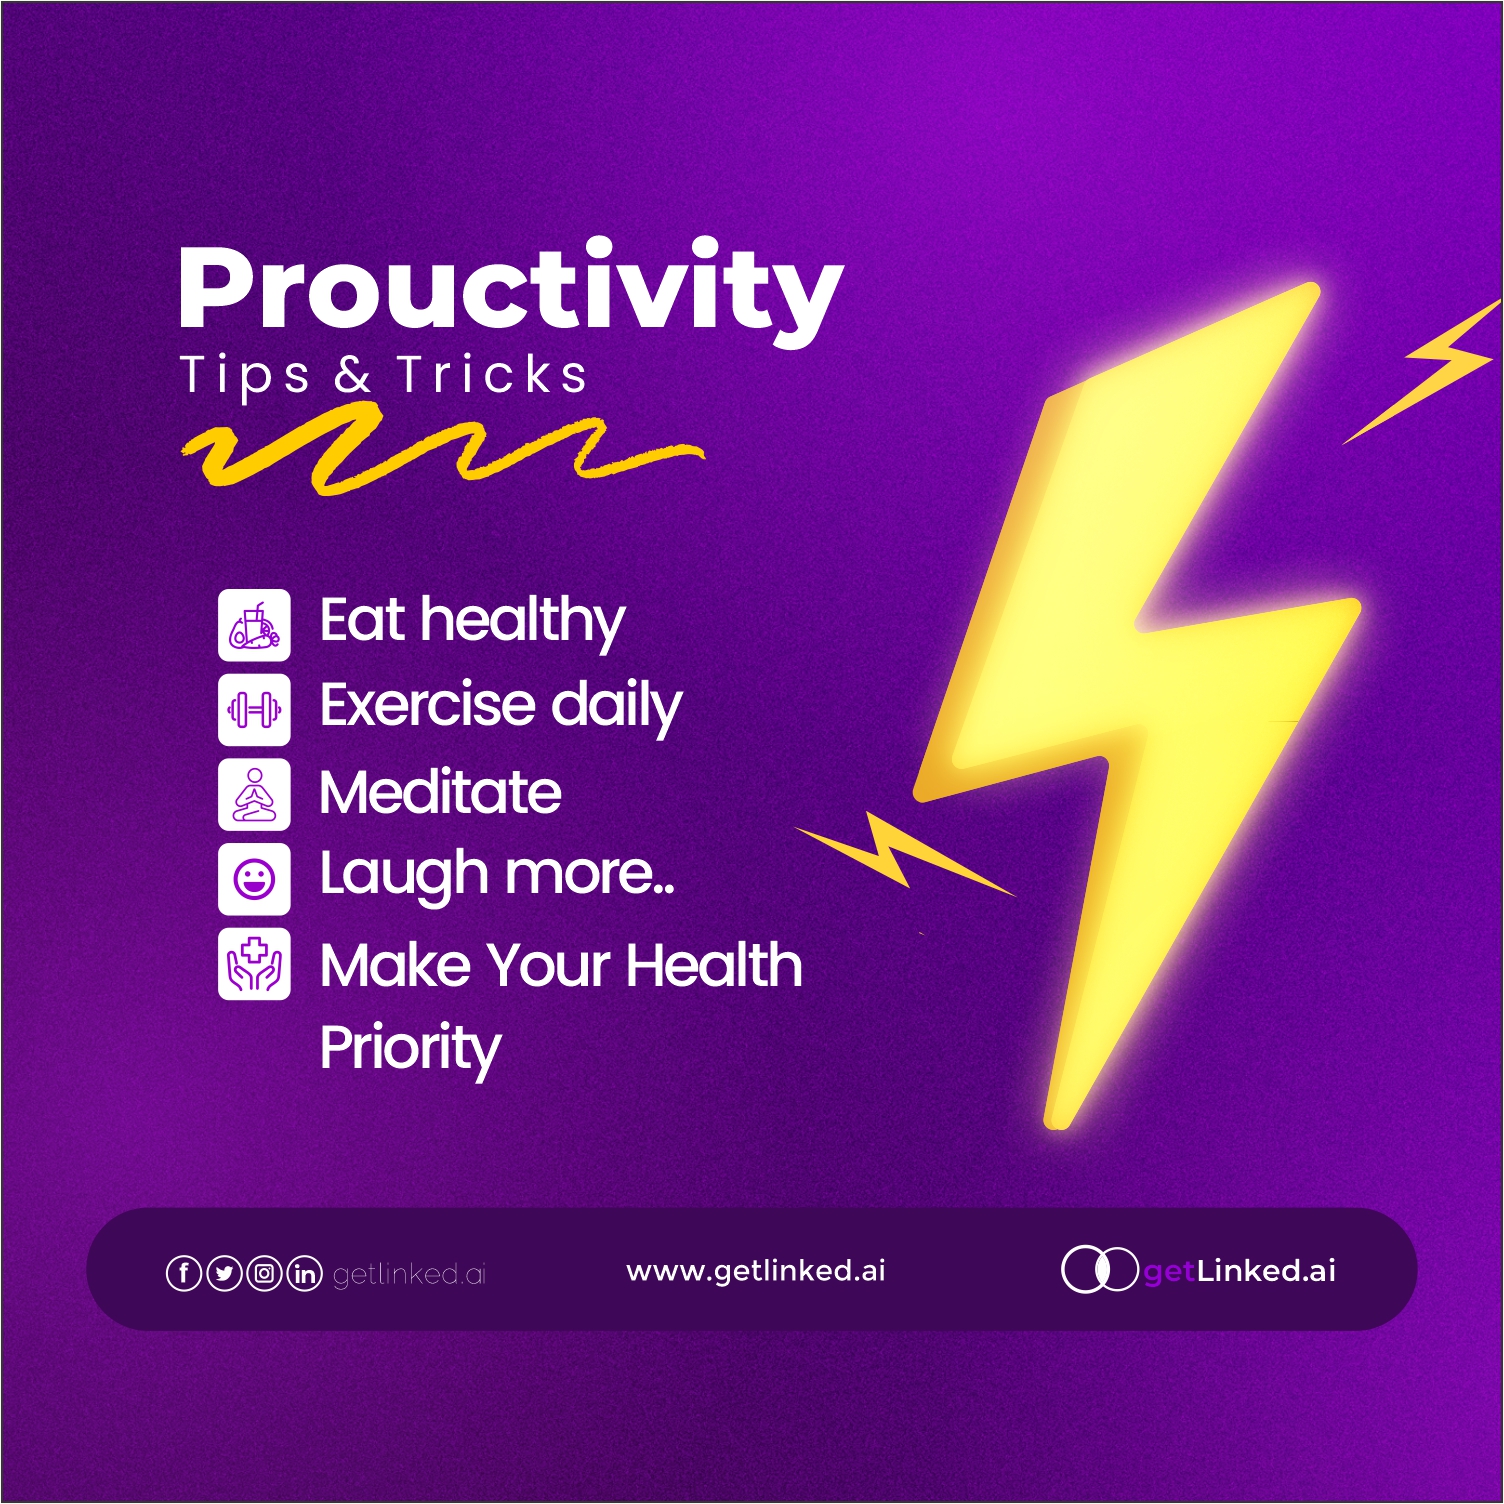 Prouctivity
Tips & Tricks
Eat healthy
Exercise daily
Meditate
Laugh more..
Make Your Health
Priority
getlinked.ai
www.getlinked.ai
getLinked.ai